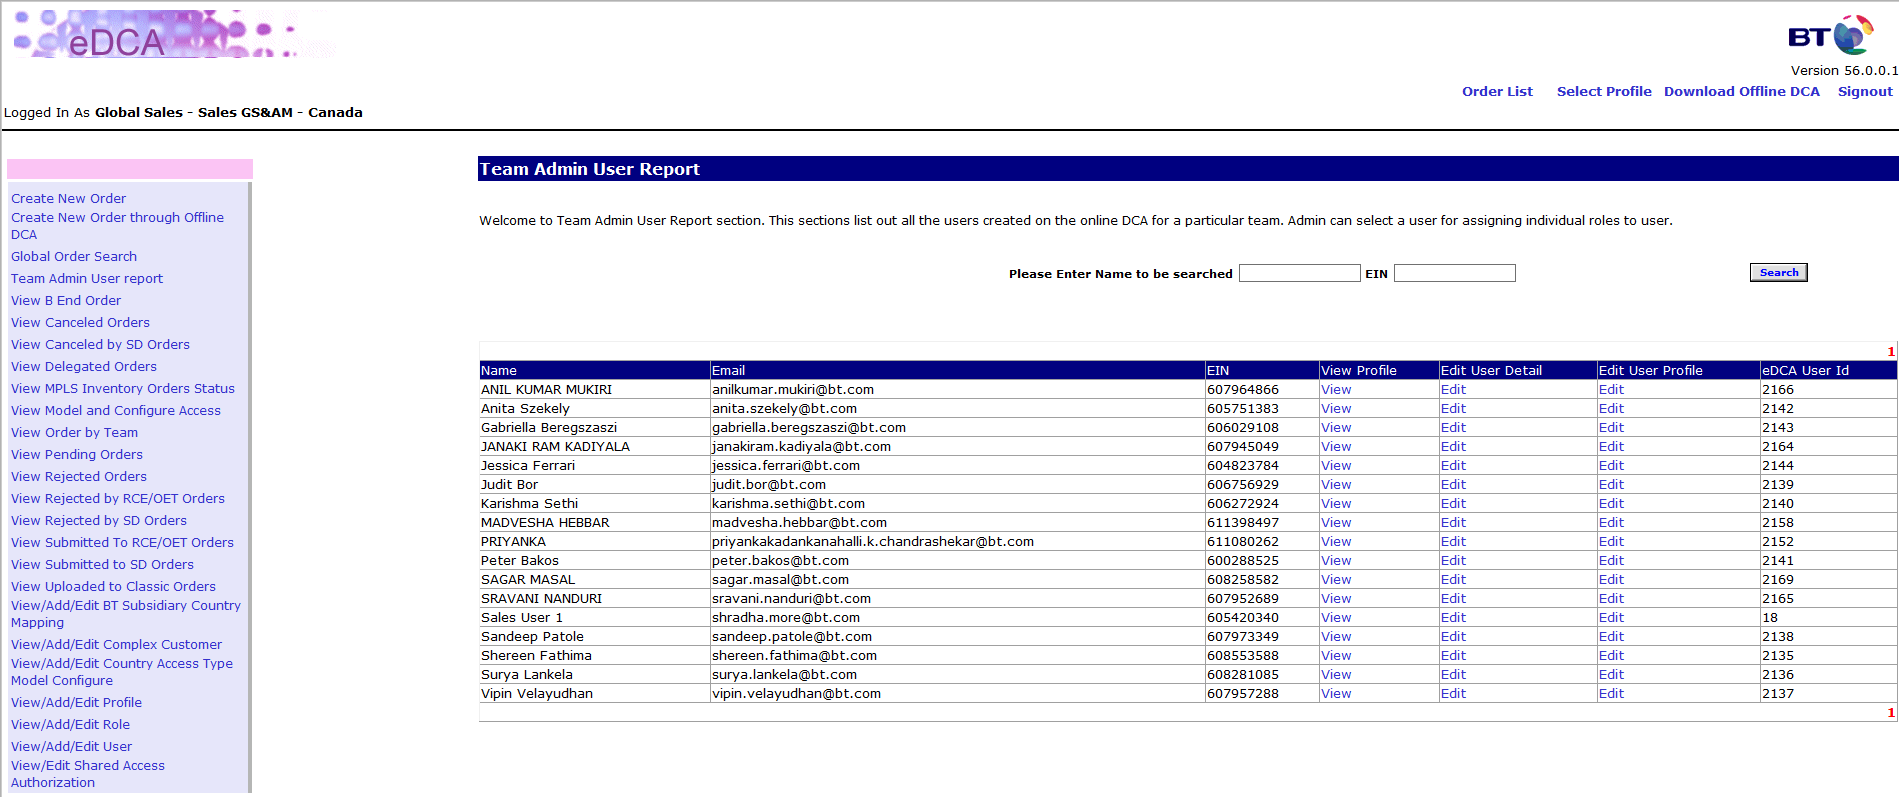 eDCA
BT
Version 56.0.0.1
Order List Select Profile Download Offline DCA Signout
Logged In As Global Sales - Sales GS&AM - Canada
Create New Order
Create New Order through Offline
DCA
Global Order Search
Team Admin User report
View B End Order
View Canceled Orders
View Canceled by SD Orders
View Delegated Orders
View MPLS Inventory Orders Status
View Model and Configure Access
View Order by Team
View Pending Orders
View Rejected Orders
View Rejected by RCE/OET Orders
View Rejected by SD Orders
View Submitted To RCE/OET Orders
View Submitted to SD Orders
View Uploaded to Classic Orders
View/Add/Edit BT Subsidiary Country
Mapping
View/Add/Edit Complex Customer
View/Add/Edit Country Access Type
Model Configure
View/Add/Edit Profile
View/Add/Edit Role
View/Add/Edit User
View/Edit Shared Access
Authorization
Team Admin User Report
Welcome to Team Admin User Report section. This sections list out all the users created on the online DCA for a particular team. Admin can select a user for assigning individual roles to user.
Please Enter Name to be searched EIN Search
1
Name Email EIN View Profile Edit User Detail Edit User Profile eDCA User Id
ANIL KUMAR MUKIRI anilkumar.mukiri@bt.com 607964866 View Edit Edit 2166
Anita Szekely anita.szekely@bt.com 605751383 View Edit Edit 2142
Gabriella Beregszaszi gabriella.beregszaszi@bt.com 606029108 View Edit Edit 2143
JANAKI RAM KADIYALA janakiram.kadiyala@bt.com 607945049 View Edit Edit 2164
Jessica Ferrari jessica.ferrari@bt.com 604823784 View Edit Edit 2144
Judit Bor judit.bor@bt.com 606756929 View Edit Edit 2139
Karishma Sethi karishma.sethi@bt.com 606272924 View Edit Edit 2140
MADVESHA HEBBAR madvesha.hebbar@bt.com 611398497 View Edit Edit 2158
PRIYANKA priyankakadankanahalli.k.chandrashekar@bt.com 611080262 View Edit Edit 2152
Peter Bakos peter.bakos@bt.com 600288525 View Edit Edit 2141
SAGAR MASAL sagar.masal@bt.com 608258582 View Edit Edit 2169
SRAVANI NANDURI sravani.nanduri@bt.com 607952689 View Edit Edit 2165
Sales User 1 shradha.more@bt.com 605420340 View Edit Edit 18
Sandeep Patole sandeep.patole@bt.com 607973349 View Edit Edit 2138
Shereen Fathima shereen.fathima@bt.com 608553588 View Edit Edit 2135
Surya Lankela surya.lankela@bt.com 608281085 View Edit Edit 2136
Vipin Velayudhan vipin.velayudhan@bt.com 607957288 View Edit Edit 2137
1